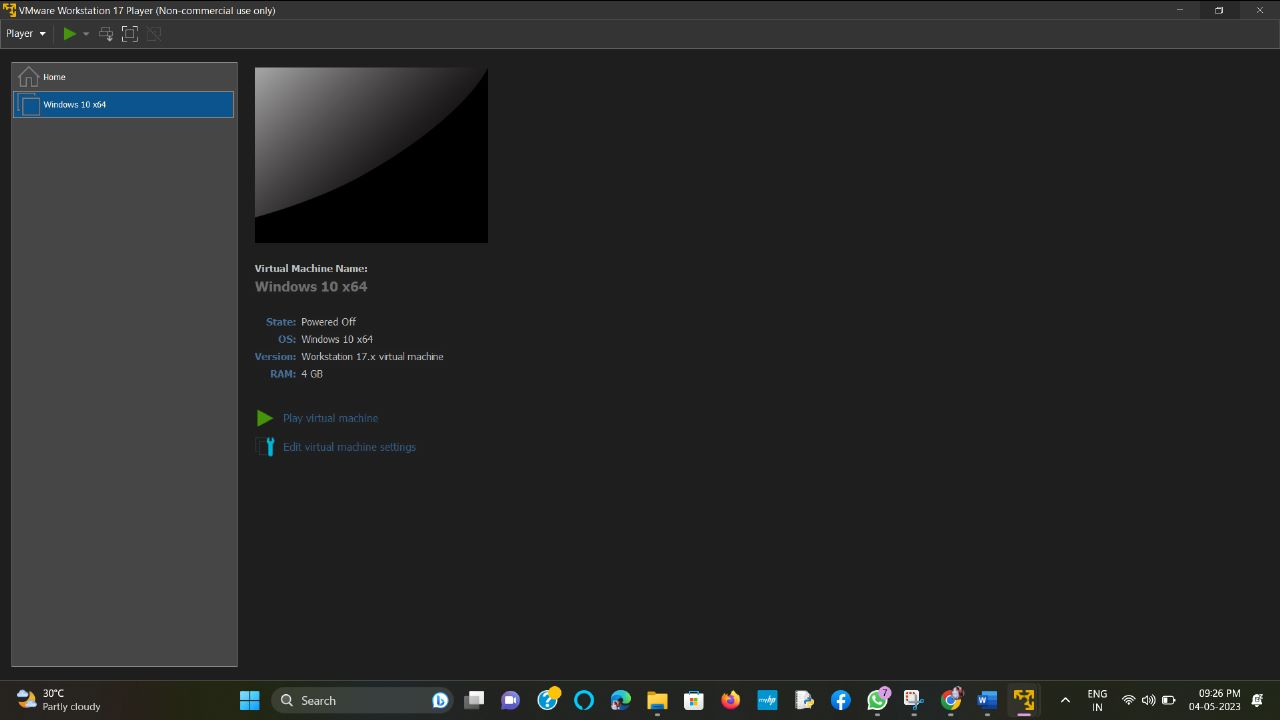 VMware Workstation 17 Player (Non-commercial use only)
Player
Home
Windows 10 x64
Virtual Machine Name:
Windows 10 x64
State: Powered Off
OS: Windows 10 x64
Version: Workstation 17.x virtual machine
RAM: 4 GB
Play virtual machine
Edit virtual machine settings
30°C
Partly cloudy
Search
7
ENG
IN
09:26 PM
04-05-2023